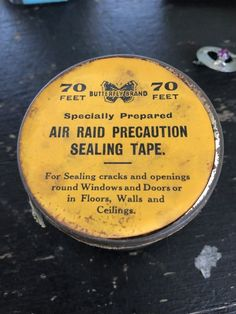 70 70
FEET BUTTERFLY BRAND FEET
Specially Prepared
AIR RAID PRECAUTION
SEALING TAPE.
For Sealing cracks and openings
round Windows and Doors or
in Floors, Walls and
Ceilings.